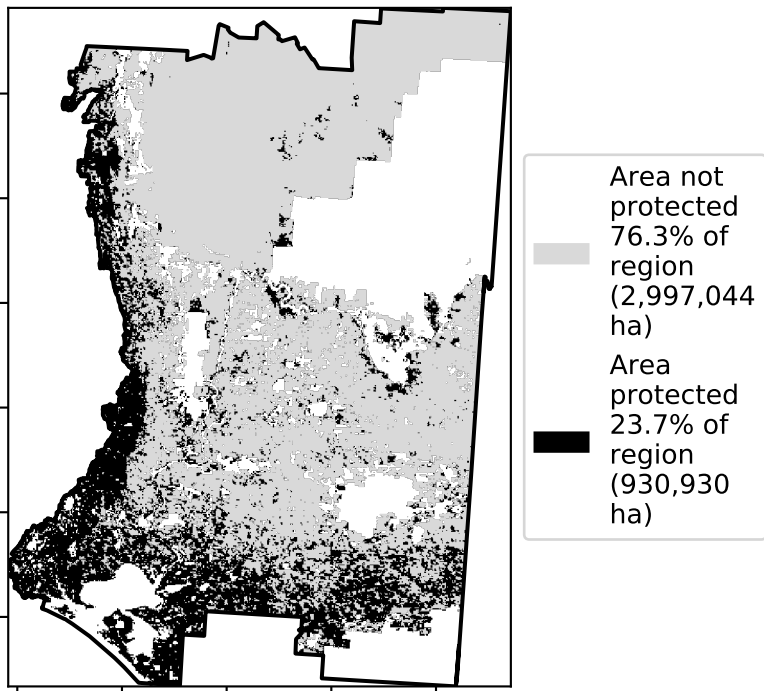 Area not
protected
76.3% of
region
(2,997,044
ha)
Area
protected
23.7% of
region
(930,930
ha)